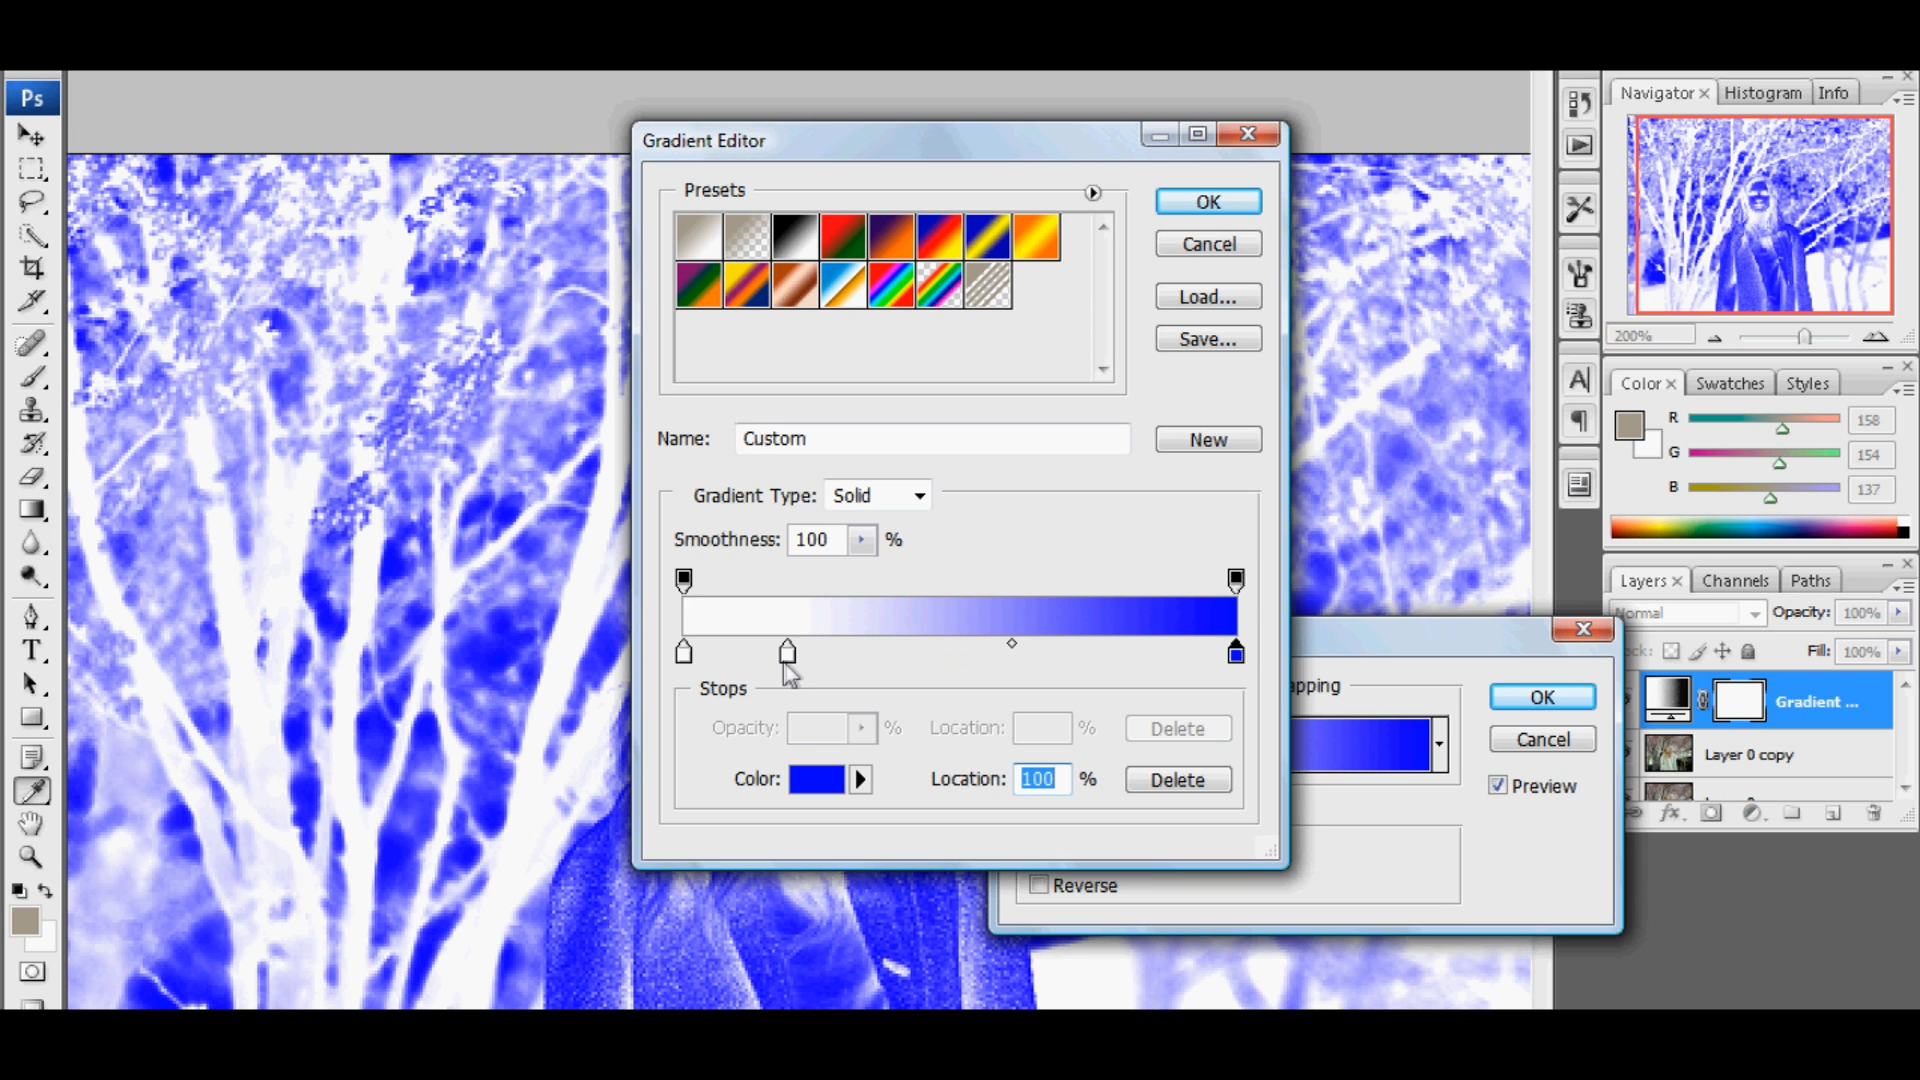 Ps
Navigator × Histogram Info
Gradient Editor
Presets
OK
Cancel
Load...
Save...
200%
Color × Swatches Styles
R 158
G 154
B 137
Name: Custom New
Gradient Type: Solid
Smoothness: 100 %
Layers × Channels Paths
Normal Opacity: 100%
Fill: 100%
Stops
Opacity: % Location: % Delete
Color: Location: 100 % Delete
OK
Cancel
Preview
Reverse
Gradient ...
Layer 0 copy